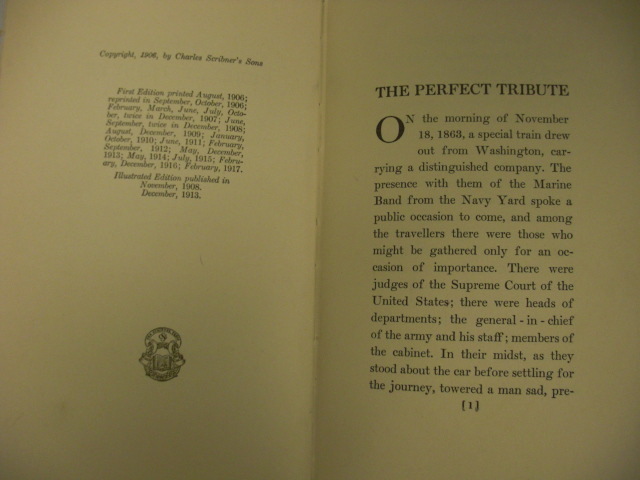 Copyright, 1906, by Charles Scribner's Sons
First Edition printed August, 1906;
reprinted in September, October, 1906;
February, March, June, July, Octo-
ber, twice in December, 1907; June,
September, twice in December, 1908;
August, December, 1909; January,
October, 1910; June, 1911; February,
September, 1912; May, December,
1913; May, 1914; July, 1915; Febru-
ary, December, 1916; February, 1917.
Illustrated Edition published in
November, 1908.
December, 1913.
THE PERFECT TRIBUTE
ON the morning of November
18, 1863, a special train drew
out from Washington, car-
rying a distinguished company. The
presence with them of the Marine
Band from the Navy Yard spoke a
public occasion to come, and among
the travellers there were those who
might be gathered only for an oc-
casion of importance. There were
judges of the Supreme Court of the
United States; there were heads of
departments; the general-in-chief
of the army and his staff; members of
the cabinet. In their midst, as they
stood about the car before settling for
the journey, towered a man sad, pre-
[1]